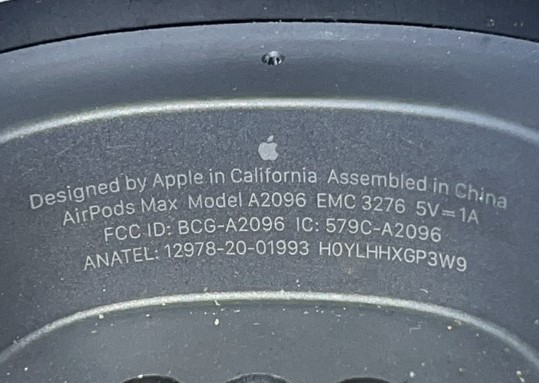 Designed by Apple in California Assembled in China
AirPods Max Model A2096 EMC 3276 5V⎓1A
FCC ID: BCG-A2096 IC: 579C-A2096
ANATEL: 12978-20-01993 H0YLHHXGP3W9